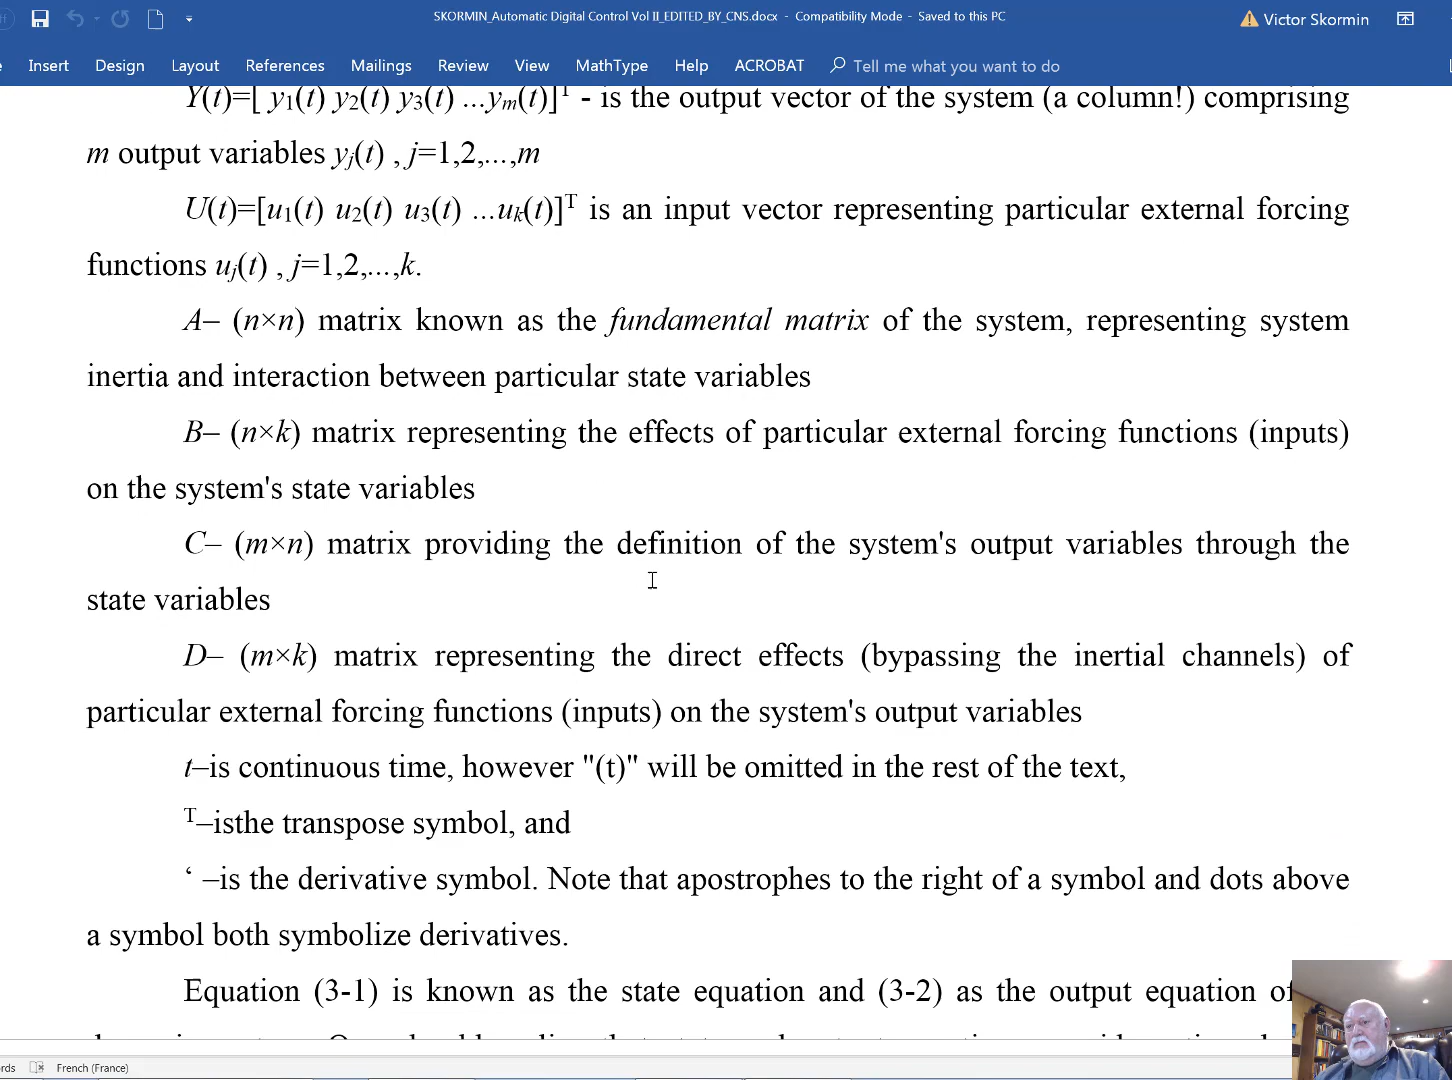 SKORMIN_Automatic Digital Control Vol II_EDITED_BY_CNS.docx - Compatibility Mode - Saved to this PC
Victor Skormin
Insert Design Layout References Mailings Review View MathType Help ACROBAT Tell me what you want to do
Y(t)=[ y1(t) y2(t) y3(t) ...ym(t)]T - is the output vector of the system (a column!) comprising
m output variables yj(t) , j=1,2,...,m
U(t)=[u1(t) u2(t) u3(t) ...uk(t)]T is an input vector representing particular external forcing
functions uj(t) , j=1,2,...,k.
A– (n×n) matrix known as the fundamental matrix of the system, representing system
inertia and interaction between particular state variables
B– (n×k) matrix representing the effects of particular external forcing functions (inputs)
on the system's state variables
C– (m×n) matrix providing the definition of the system's output variables through the
state variables
D– (m×k) matrix representing the direct effects (bypassing the inertial channels) of
particular external forcing functions (inputs) on the system's output variables
t–is continuous time, however "(t)" will be omitted in the rest of the text,
T–isthe transpose symbol, and
‘ –is the derivative symbol. Note that apostrophes to the right of a symbol and dots above
a symbol both symbolize derivatives.
Equation (3-1) is known as the state equation and (3-2) as the output equation of
French (France)